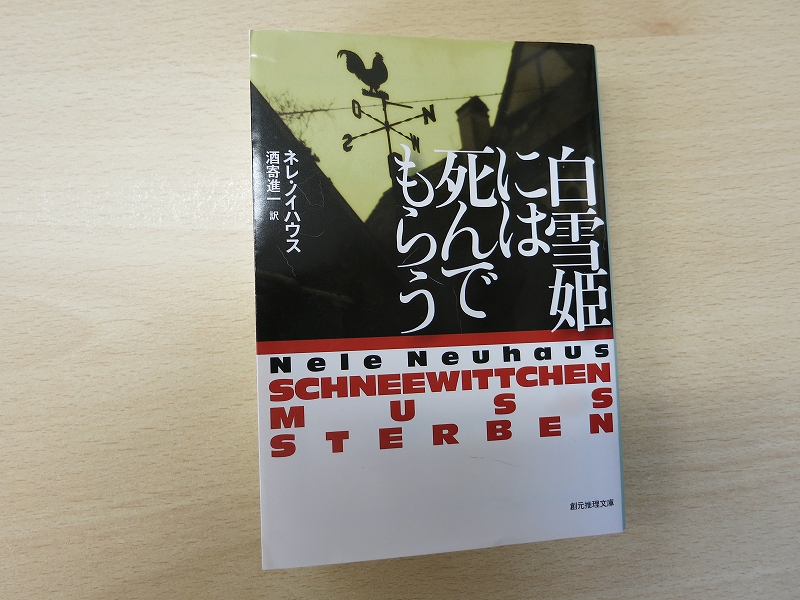 白雪姫
には
死んで
もらう
ネレ・ノイハウス
酒寄進一 訳
O
N
S
W
Nele Neuhaus
SCHNEEWITTCHEN
MUSS
STERBEN
創元推理文庫